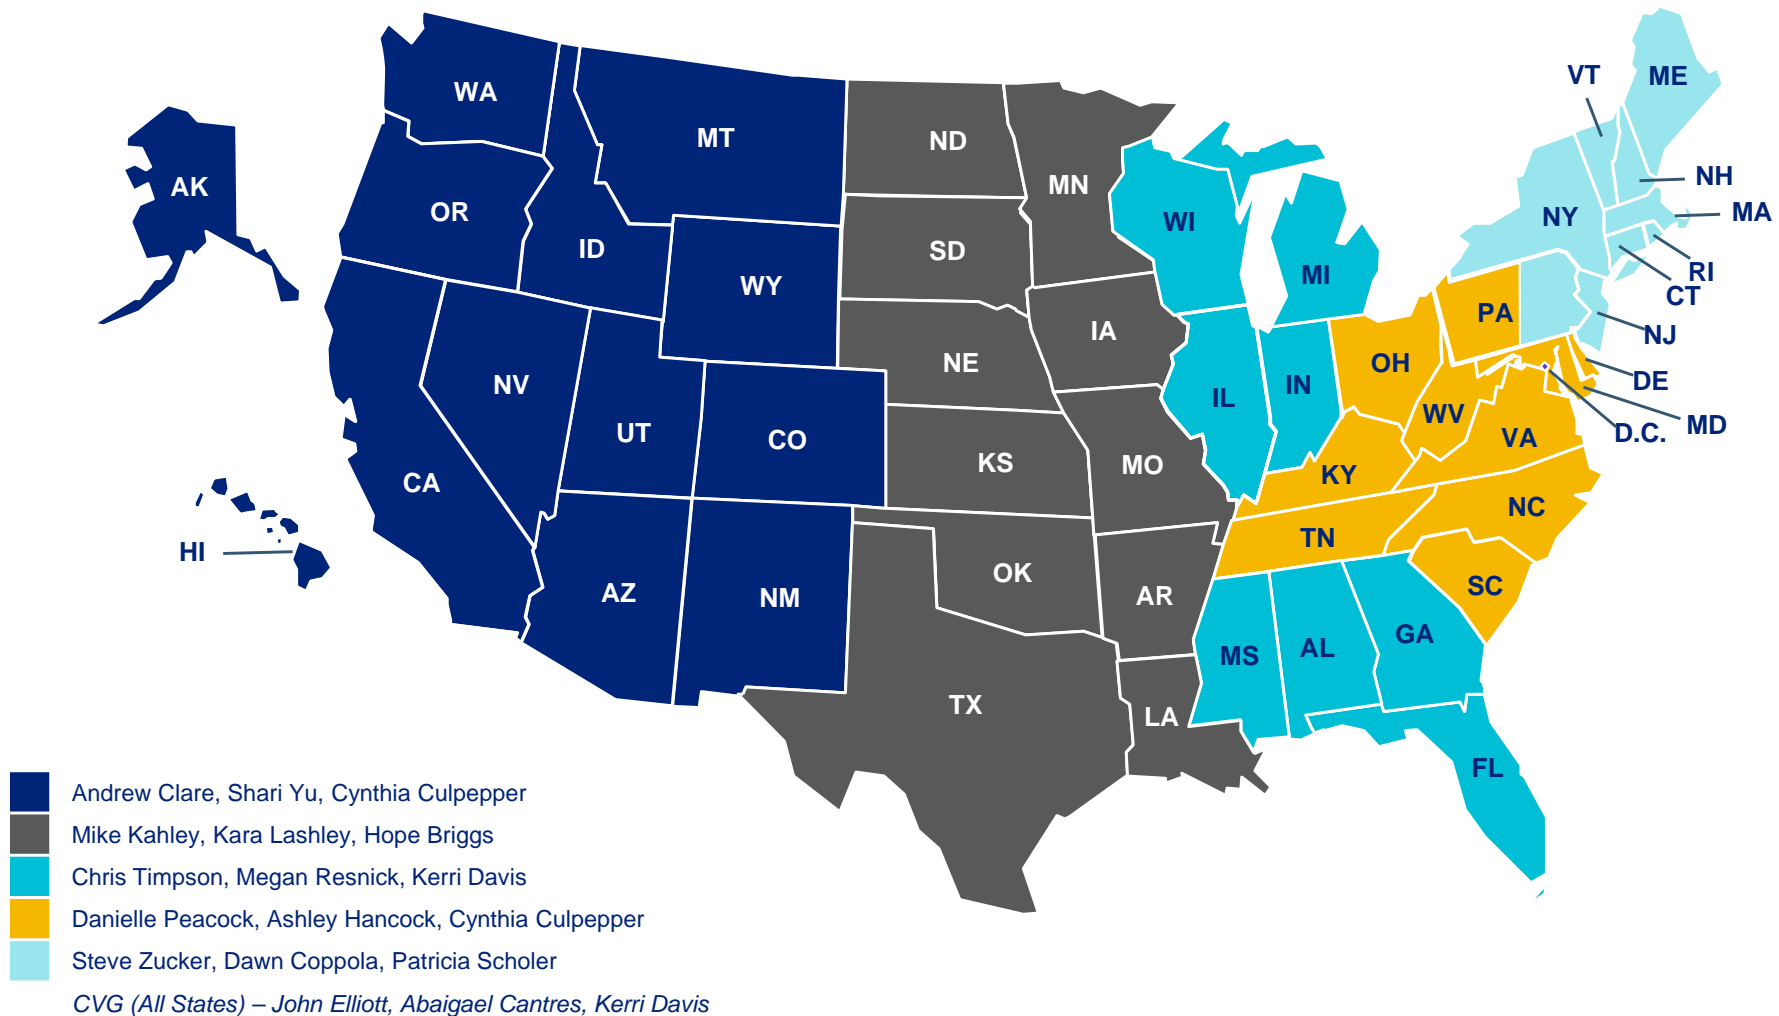 WA
MT
ND
MN
VT
ME
AK
OR
ID
WY
SD
WI
MI
NY
NH
MA
RI
CT
NJ
DE
MD
D.C.
NV
UT
CO
NE
IA
IL
IN
OH
PA
WV
VA
CA
KS
MO
KY
NC
HI
AZ
NM
OK
AR
TN
SC
TX
LA
MS
AL
GA
FL
Andrew Clare, Shari Yu, Cynthia Culpepper
Mike Kahley, Kara Lashley, Hope Briggs
Chris Timpson, Megan Resnick, Kerri Davis
Danielle Peacock, Ashley Hancock, Cynthia Culpepper
Steve Zucker, Dawn Coppola, Patricia Scholer
CVG (All States) – John Elliott, Abaigael Cantres, Kerri Davis